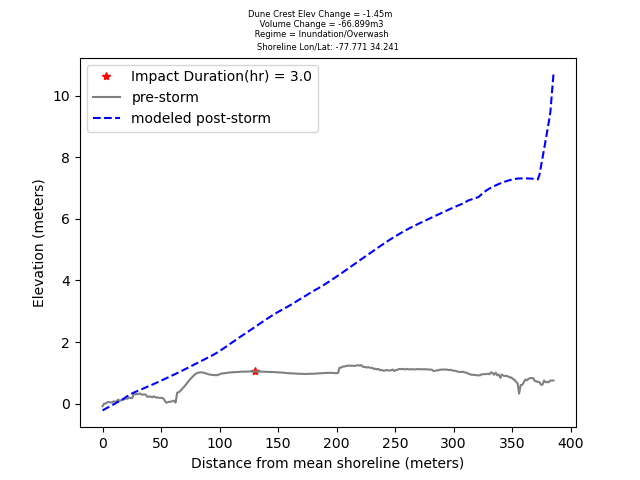 Dune Crest Elev Change = -1.45m
Volume Change = -66.899m3
Regime = Inundation/Overwash
Shoreline Lon/Lat: -77.771 34.241
Impact Duration(hr) = 3.0
pre-storm
modeled post-storm
10
8
6
4
2
0
Elevation (meters)
0 50 100 150 200 250 300 350 400
Distance from mean shoreline (meters)